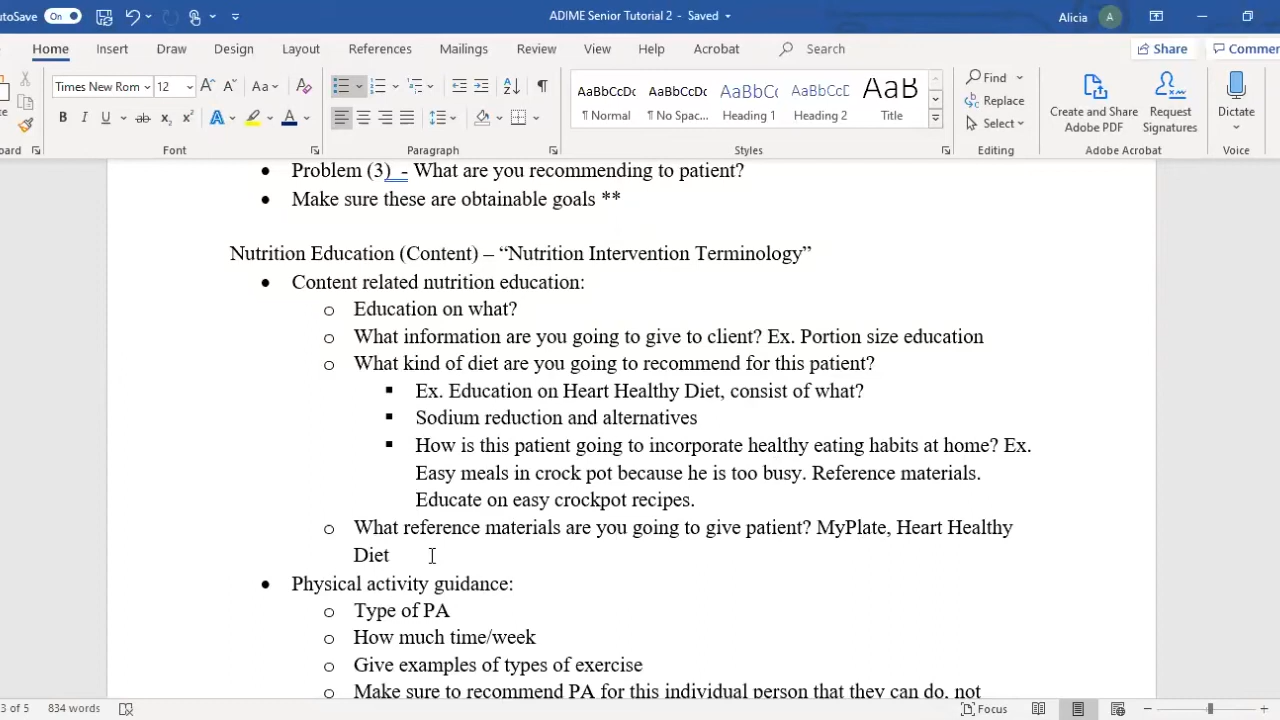 AutoSave On ADIME Senior Tutorial 2 - Saved Alicia A
Home Insert Draw Design Layout References Mailings Review View Help Acrobat Search Share Comme
Times New Rom 12 Aa AaBbCcDc AaBbCcDc AaBbCc AaBbCcD AaB Find
Replace
B I U ab x₂ x² A A ¶ Normal ¶ No Spac... Heading 1 Heading 2 Title Select
Create and Share Adobe PDF Request Signatures Dictate
Font Paragraph Styles Editing Adobe Acrobat Voice
• Problem (3) - What are you recommending to patient?
• Make sure these are obtainable goals **
Nutrition Education (Content) – “Nutrition Intervention Terminology”
• Content related nutrition education:
o Education on what?
o What information are you going to give to client? Ex. Portion size education
o What kind of diet are you going to recommend for this patient?
▪ Ex. Education on Heart Healthy Diet, consist of what?
▪ Sodium reduction and alternatives
▪ How is this patient going to incorporate healthy eating habits at home? Ex.
Easy meals in crock pot because he is too busy. Reference materials.
Educate on easy crockpot recipes.
o What reference materials are you going to give patient? MyPlate, Heart Healthy
Diet
• Physical activity guidance:
o Type of PA
o How much time/week
o Give examples of types of exercise
o Make sure to recommend PA for this individual person that they can do, not
3 of 5 834 words Focus